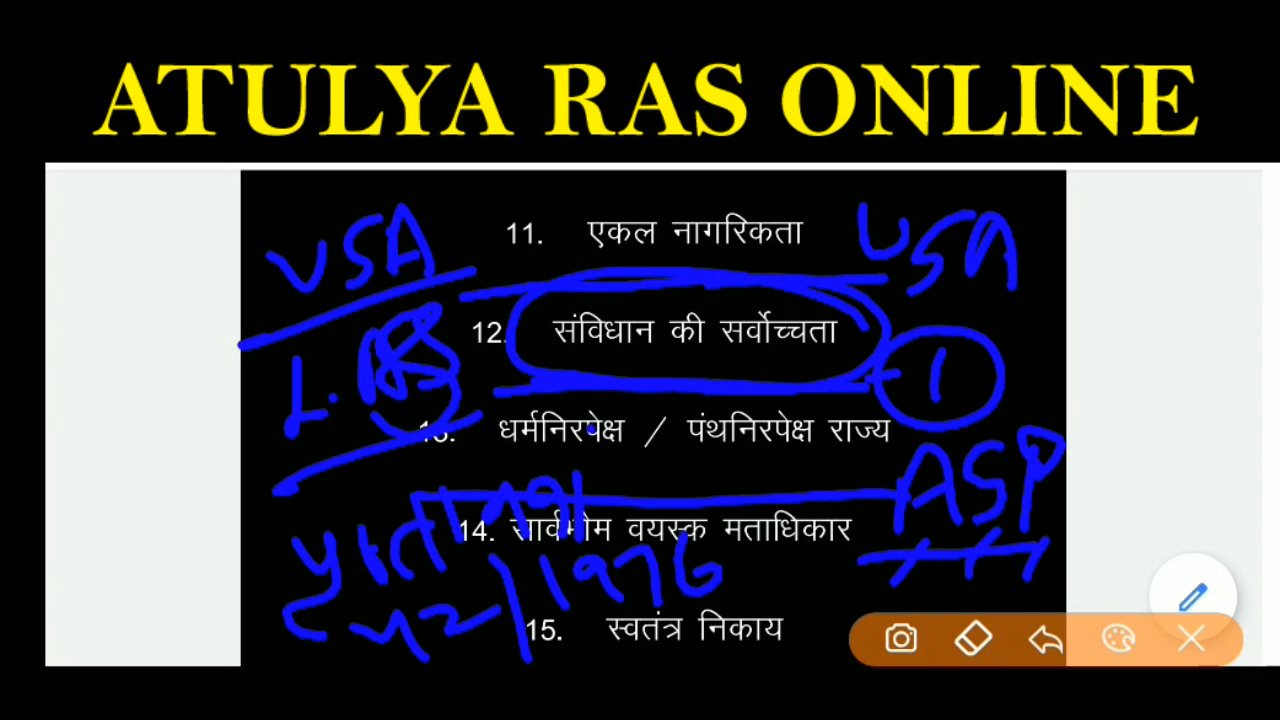 ATULYA RAS ONLINE
11. एकल नागरिकता
USA
USA
12. संविधान की सर्वोच्चता
1
13. धर्मनिरपेक्ष / पंथनिरपेक्ष राज्य
ASP
14. सार्वभौम वयस्क मताधिकार
42/1976
15. स्वतंत्र निकाय